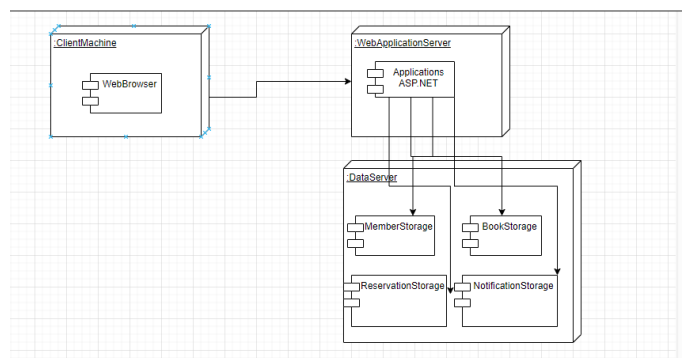 :ClientMachine
WebBrowser
:WebApplicationServer
Applications
ASP.NET
:DataServer
MemberStorage
BookStorage
ReservationStorage
NotificationStorage